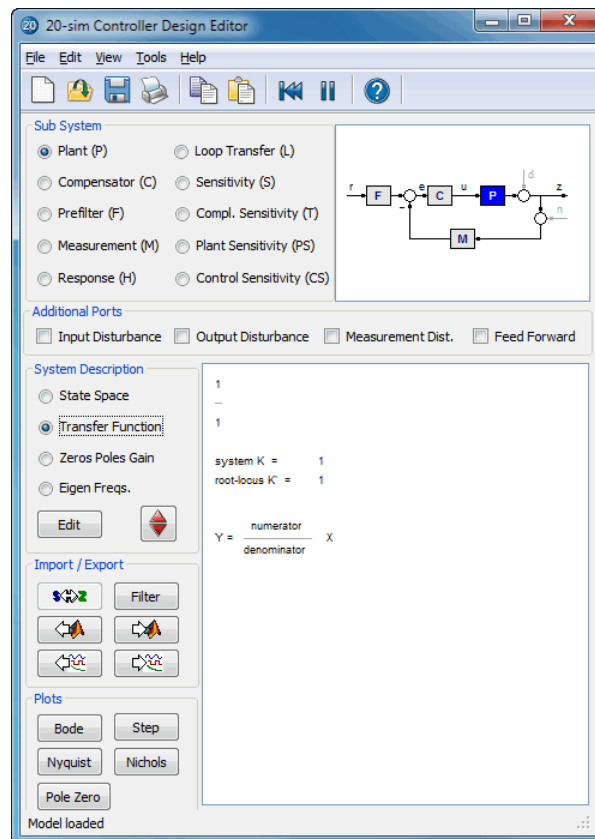 20-sim Controller Design Editor
File Edit View Tools Help
Sub System
Plant (P) Loop Transfer (L)
Compensator (C) Sensitivity (S)
Prefilter (F) Compl. Sensitivity (T)
Measurement (M) Plant Sensitivity (PS)
Response (H) Control Sensitivity (CS)
d
r F e C u P z
n
M
Additional Ports
Input Disturbance Output Disturbance Measurement Dist. Feed Forward
System Description
State Space
Transfer Function
Zeros Poles Gain
Eigen Freqs.
Edit
1
1
system K = 1
root-locus K' = 1
Y = numerator X
denominator
Import / Export
S Z Filter
Plots
Bode Step
Nyquist Nichols
Pole Zero
Model loaded